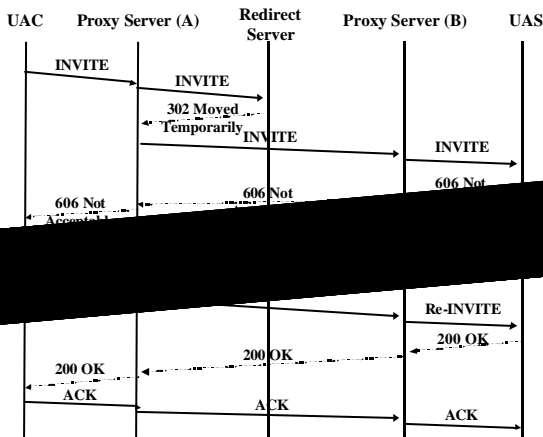 UAC
Proxy Server (A)
Redirect
Server
Proxy Server (B)
UAS
INVITE
INVITE
302 Moved
Temporarily
INVITE
INVITE
606 Not
606 Not
606 Not
Re-INVITE
200 OK
200 OK
200 OK
ACK
ACK
ACK